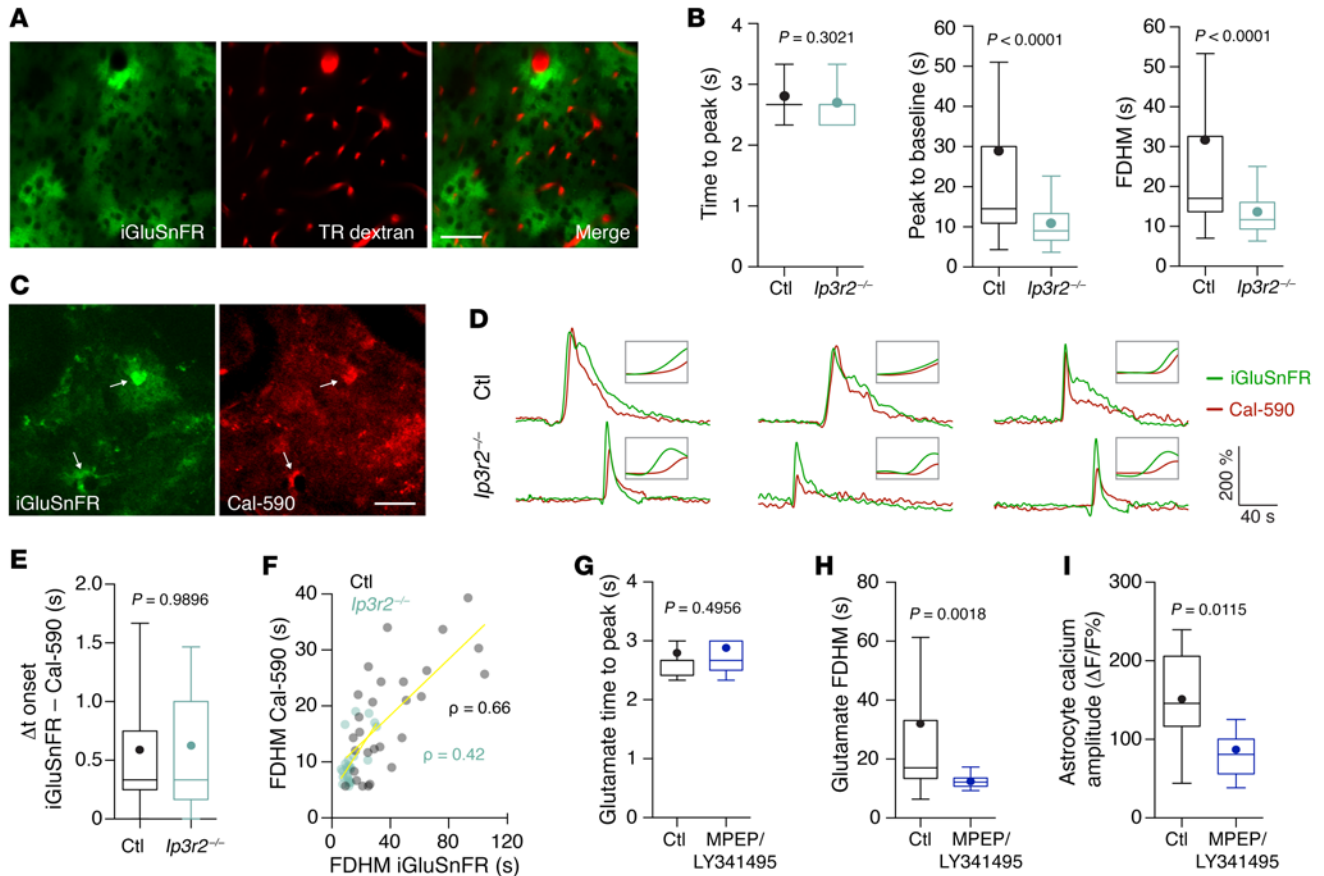 A
iGluSnFR
TR dextran
Merge
B
Time to peak (s)
4
3
2
1
0
P = 0.3021
Ctl
Ip3r2–/–
Peak to baseline (s)
60
50
40
30
20
10
0
P < 0.0001
Ctl
Ip3r2–/–
FDHM (s)
60
50
40
30
20
10
0
P < 0.0001
Ctl
Ip3r2–/–
C
iGluSnFR
Cal-590
D
Ctl
Ip3r2–/–
iGluSnFR
Cal-590
200 %
40 s
E
Δt onset
iGluSnFR – Cal-590 (s)
2.0
1.5
1.0
0.5
0
P = 0.9896
Ctl
Ip3r2–/–
F
Ctl
Ip3r2–/–
FDHM Cal-590 (s)
40
30
20
10
0
ρ = 0.66
ρ = 0.42
0
40
80
120
FDHM iGluSnFR (s)
G
Glutamate time to peak (s)
4
3
2
1
0
P = 0.4956
Ctl
MPEP/
LY341495
H
Glutamate FDHM (s)
80
60
40
20
0
P = 0.0018
Ctl
MPEP/
LY341495
I
Astrocyte calcium
amplitude (ΔF/F%)
300
200
100
0
P = 0.0115
Ctl
MPEP/
LY341495